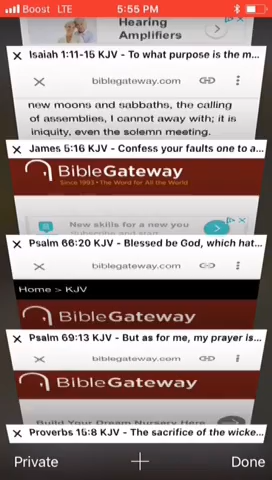 Boost LTE 5:55 PM
Hearing
Amplifiers
Isaiah 1:11-15 KJV - To what purpose is the m...
biblegateway.com
new moons and sabbaths, the calling
of assemblies, I cannot away with; it is
iniquity, even the solemn meeting.
James 5:16 KJV - Confess your faults one to a...
BibleGateway
Since 1993 • The Word for All the World
New skills for a new you
Subscribe and start
Psalm 66:20 KJV - Blessed be God, which hat...
biblegateway.com
Home > KJV
BibleGateway
Psalm 69:13 KJV - But as for me, my prayer is...
biblegateway.com
BibleGateway
Build Your Dream Nursery Here
Proverbs 15:8 KJV - The sacrifice of the wicke...
Private Done